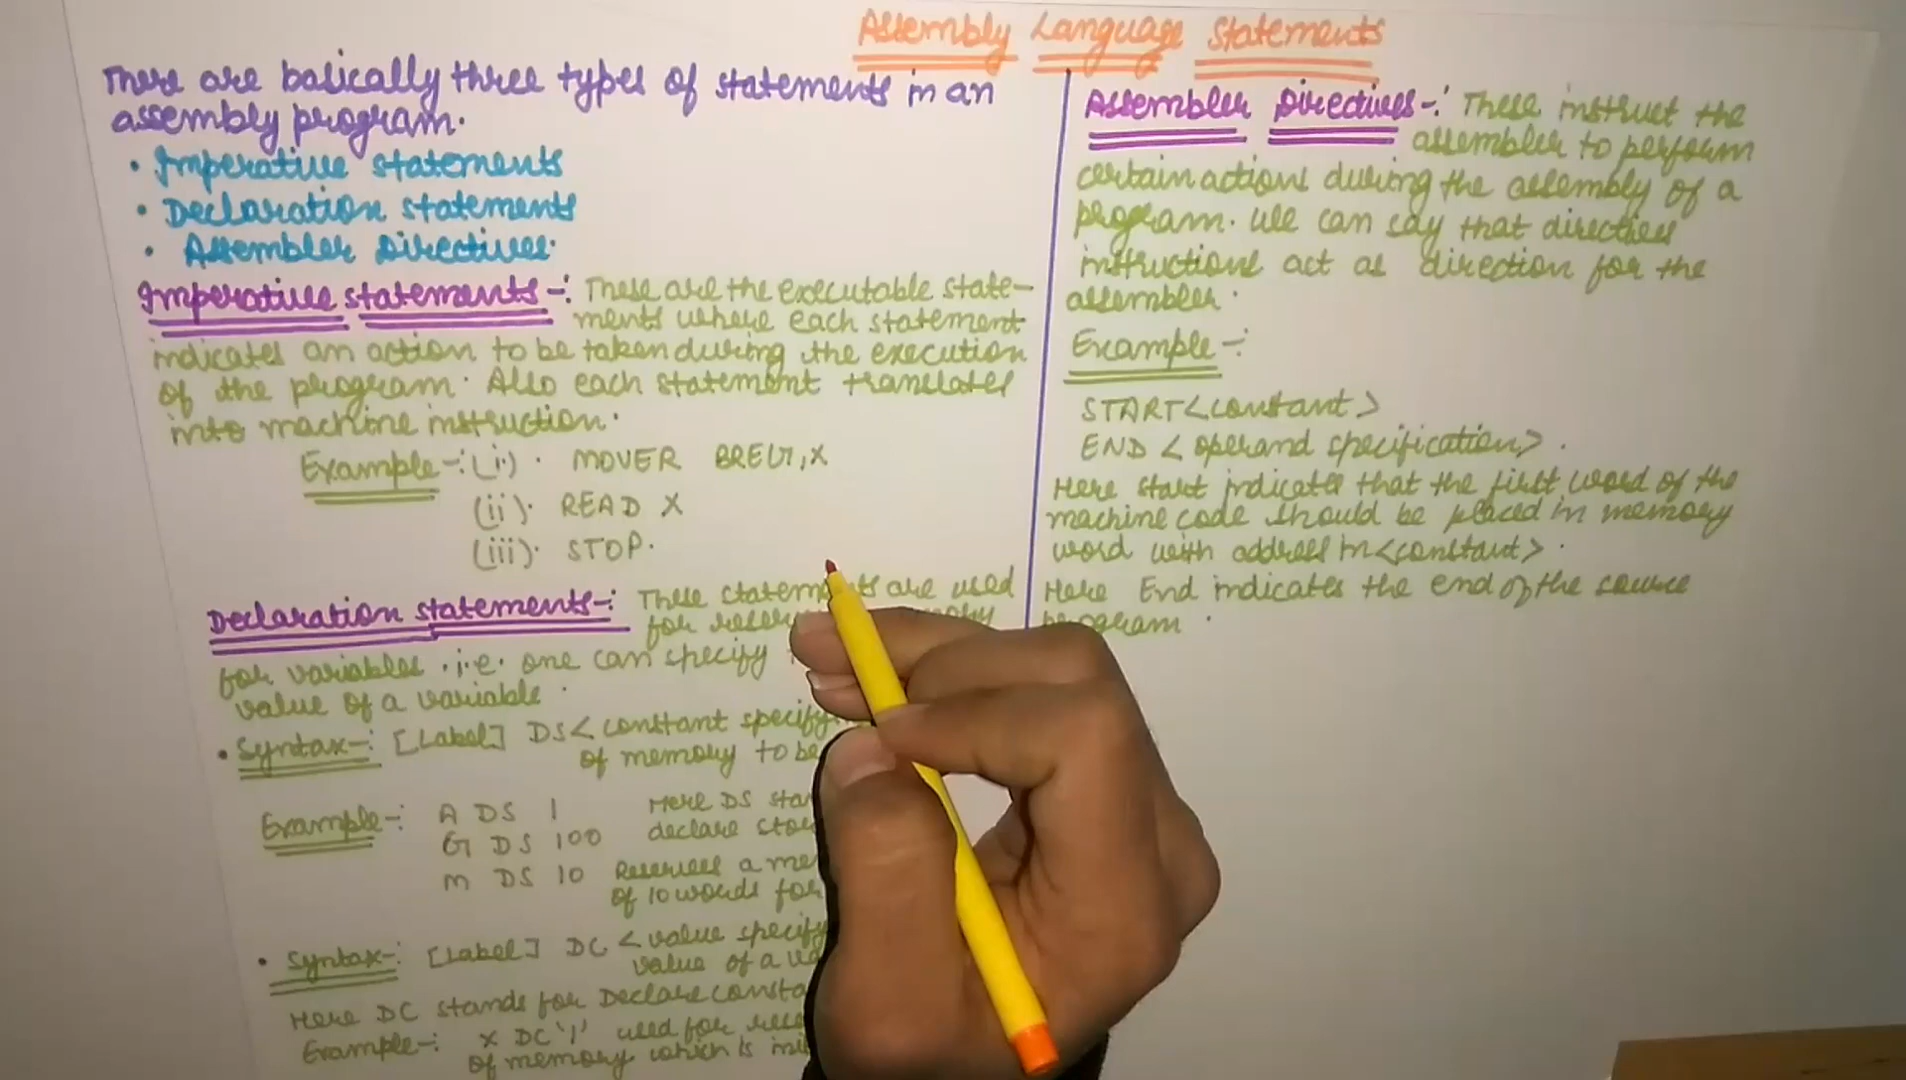 Assembly Language Statements
There are basically three types of statements in an
assembly program.
• Imperative statements
• Declaration statements
• Assembler Directives.
Imperative statements -: These are the executable state-
ments where each statement
indicates an action to be taken during the execution
of the program. Also each statement translates
into machine instruction.
Example -: (i). MOVER BREG, X
(ii). READ X
(iii). STOP.
Declaration statements -: These statements are used
for
for variables. i.e. one can specify
value of a variable.
• Syntax -: [Label] DS < constant specify
of memory to be
Example -: A DS 1 Here DS
G DS 100 declare
M DS 10 Reserves a
of 10 words for
• Syntax -: [Label] DC < value specify
value of a
Here DC stands for Declare
Example -: X DC '1' used for
of memory which is
Assembler Directives -: These instruct the
assembler to perform
certain actions during the assembly of a
program. We can say that directives
instructions act as direction for the
assembler.
Example -:
START <constant>
END < operand specification>.
Here start indicates that the first word of the
machine code should be placed in memory
word with address in <constant>.
Here End indicates the end of the source
program.